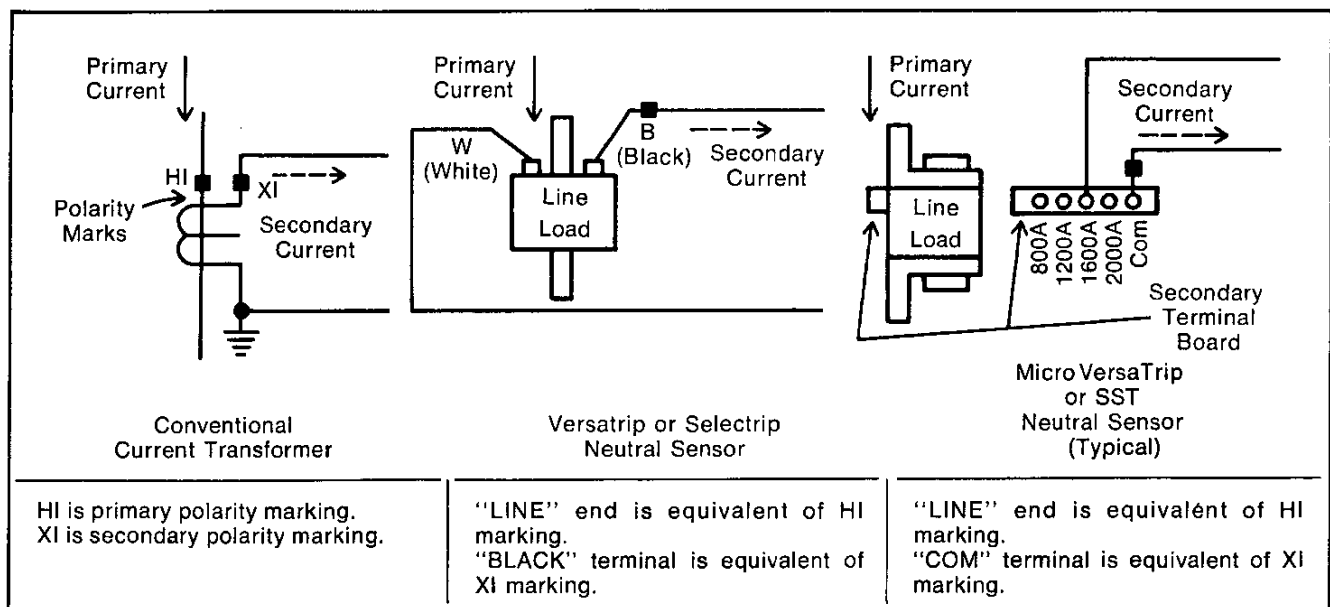 Primary
Current
HI
XI
Polarity
Marks
Secondary
Current
Conventional
Current Transformer
Primary
Current
W
(White)
B
(Black)
Secondary
Current
Line
Load
Versatrip or Selectrip
Neutral Sensor
Primary
Current
Secondary
Current
Line
Load
800A
1200A
1600A
2000A
Com
Secondary
Terminal
Board
Micro VersaTrip
or SST
Neutral Sensor
(Typical)
HI is primary polarity marking.
XI is secondary polarity marking.
"LINE" end is equivalent of HI
marking.
"BLACK" terminal is equivalent of
XI marking.
"LINE" end is equivalent of HI
marking.
"COM" terminal is equivalent of XI
marking.